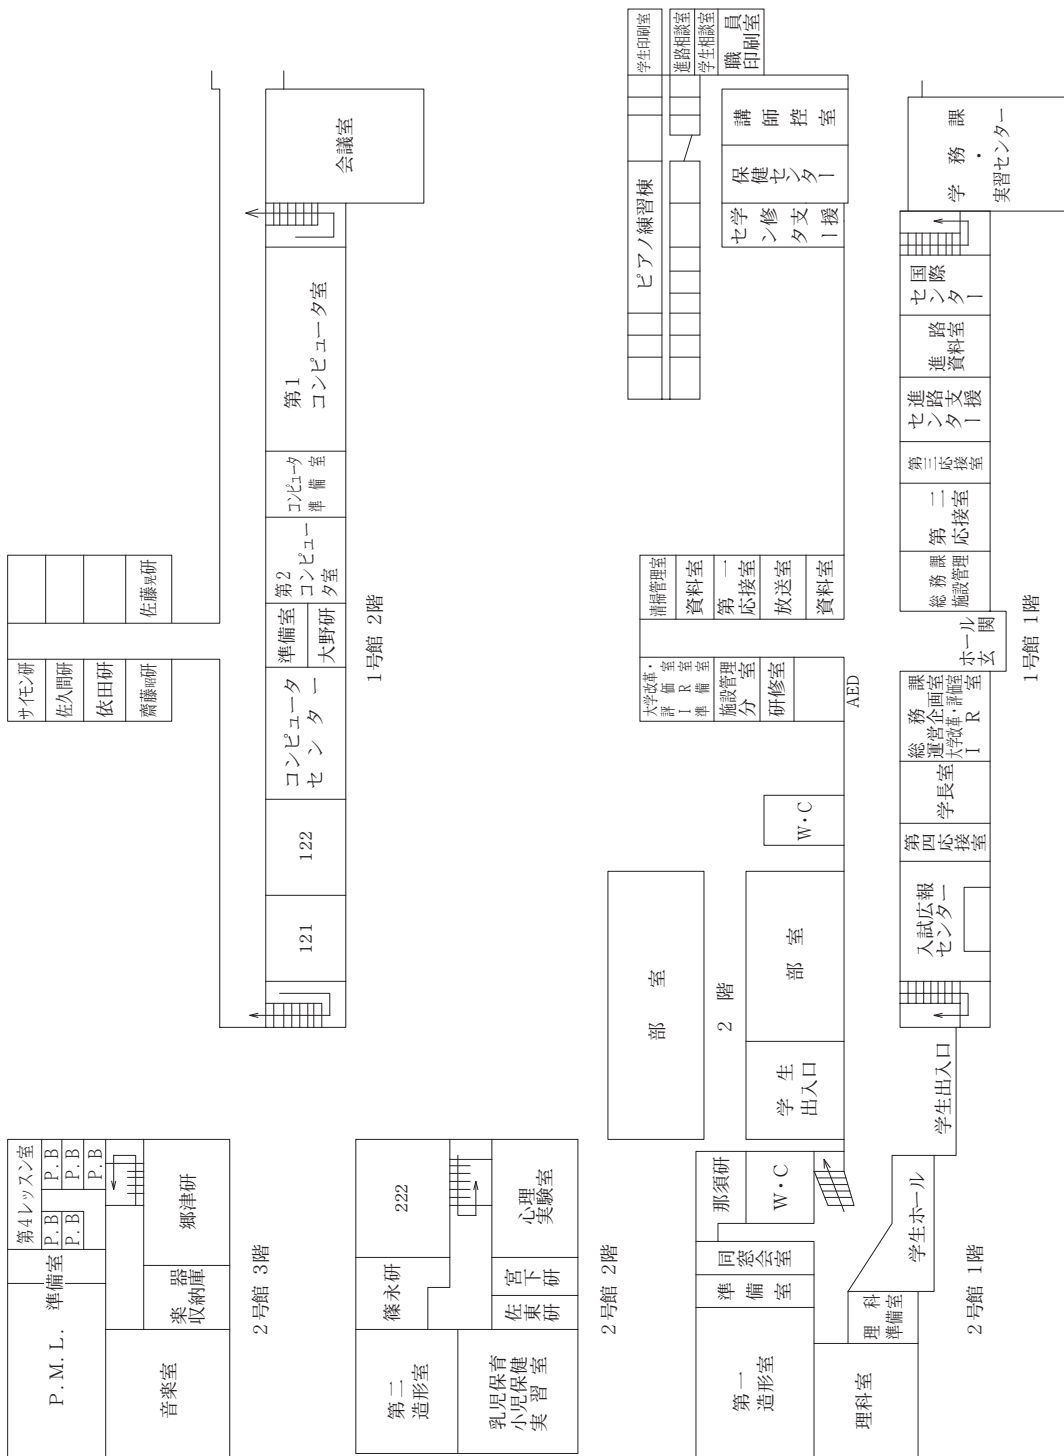 サイモン研
佐久間研
依田研
齋藤昭研
佐藤晃研
121
122
コンピュータ
センター
準備室
大野研
第2
コンピュー
タ室
コンピュータ
準備室
第1
コンピュータ室
会議室
1号館 2階
部室
2階
学生
出入口
部室
W・C
大学改革・
評価室
IR室
準備室
施設管理
分室
研修室
AED
清掃管理室
資料室
第一
応接室
放送室
資料室
ピアノ練習棟
学生印刷室
進路相談室
学生相談室
職員
印刷室
学修支援
センター
保健
センター
講師控室
学生出入口
入試広報
センター
第四
応接室
学長室
総務課
運営企画室
大学改革・評価室
IR室
玄関
ホール
総務課
施設管理
第二
応接室
第三
応接室
進路支援
センター
進路
資料室
国際
センター
学務課
・
実習センター
1号館 1階
P.M.L.
準備室
第4レッスン室
P.B
P.B
P.B
P.B
P.B
音楽室
楽器
収納庫
郷津研
2号館 3階
第二
造形室
篠永研
222
乳児保育
小児保健
実習室
佐東研
宮下研
心理
実験室
2号館 2階
第一
造形室
準備室
同窓会室
那須研
W・C
理科室
理科
準備室
学生ホール
2号館 1階